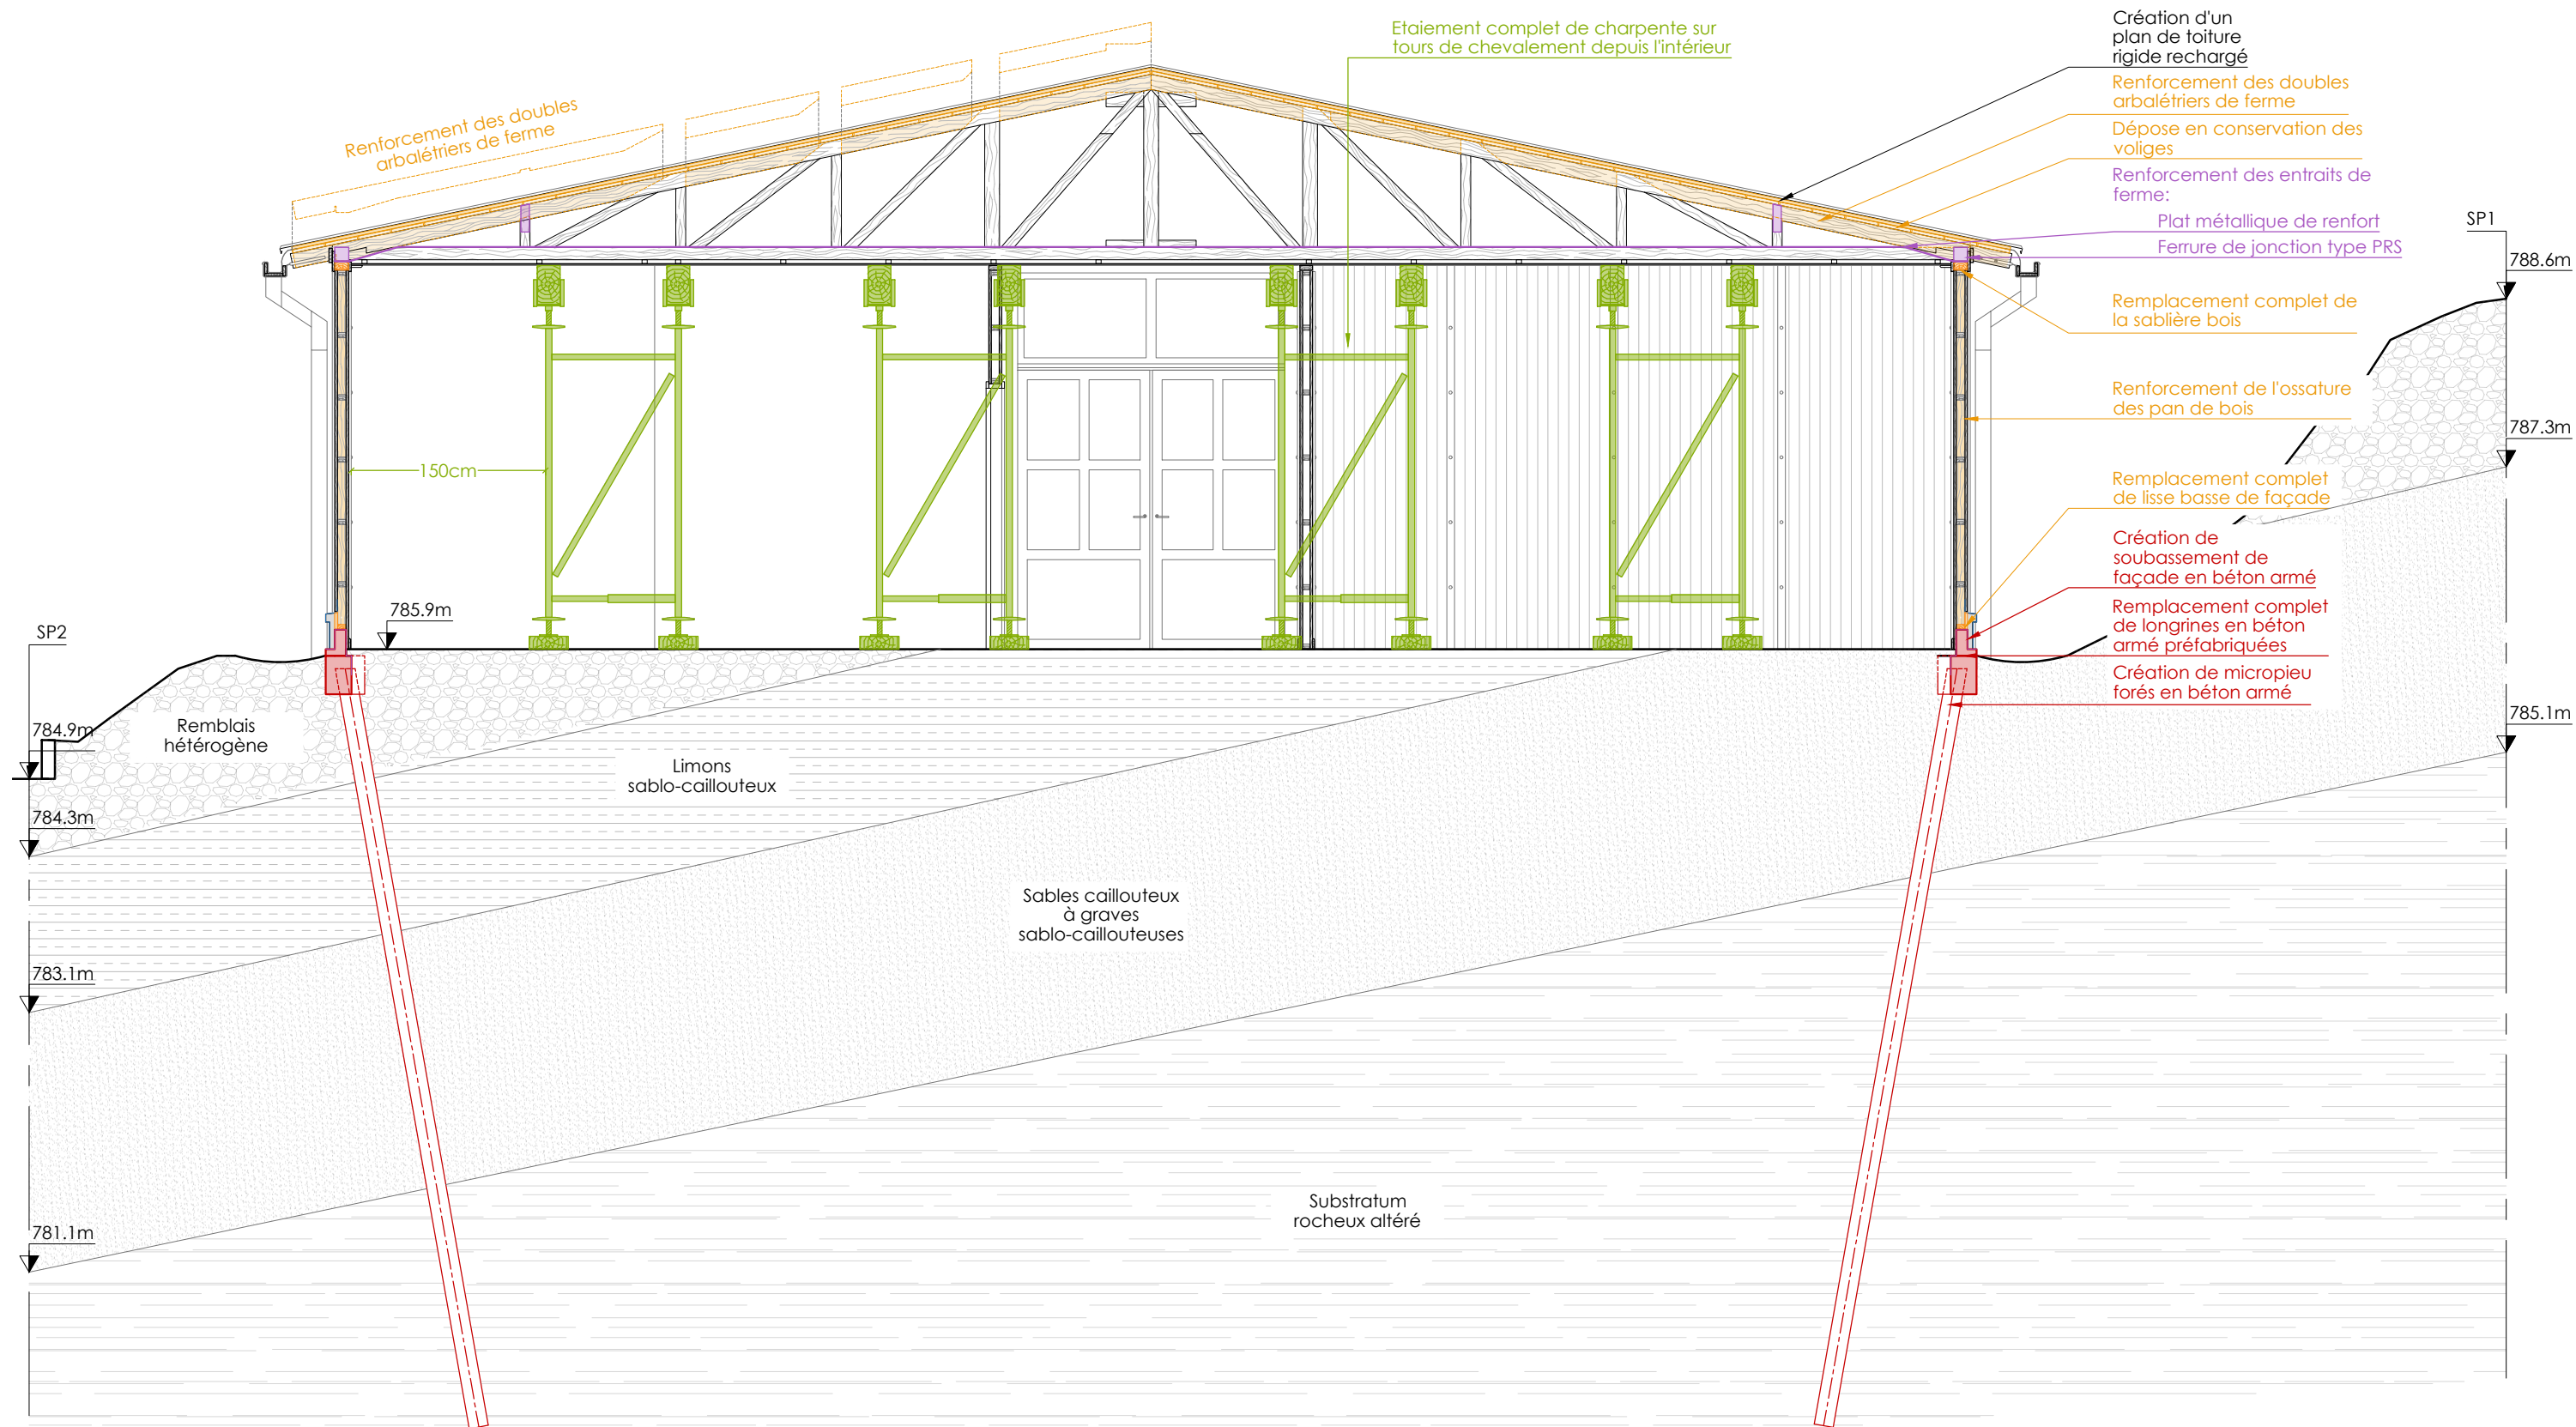 Création d'un
plan de toiture
rigide rechargé
Etaiement complet de charpente sur
tours de chevalement depuis l'intérieur
Renforcement des doubles
arbalétriers de ferme
Renforcement des doubles
arbalétriers de ferme
Dépose en conservation des
voliges
Renforcement des entraits de
ferme:
Plat métallique de renfort
Ferrure de jonction type PRS
SP1
788.6m
Remplacement complet de
la sablière bois
Renforcement de l'ossature
des pan de bois
787.3m
150cm
Remplacement complet
de lisse basse de façade
Création de
soubassement de
façade en béton armé
Remplacement complet
de longrines en béton
armé préfabriquées
Création de micropieu
forés en béton armé
785.9m
SP2
785.1m
784.9m
Remblais
hétérogène
Limons
sablo-caillouteux
784.3m
Sables caillouteux
à graves
sablo-caillouteuses
783.1m
Substratum
rocheux altéré
781.1m